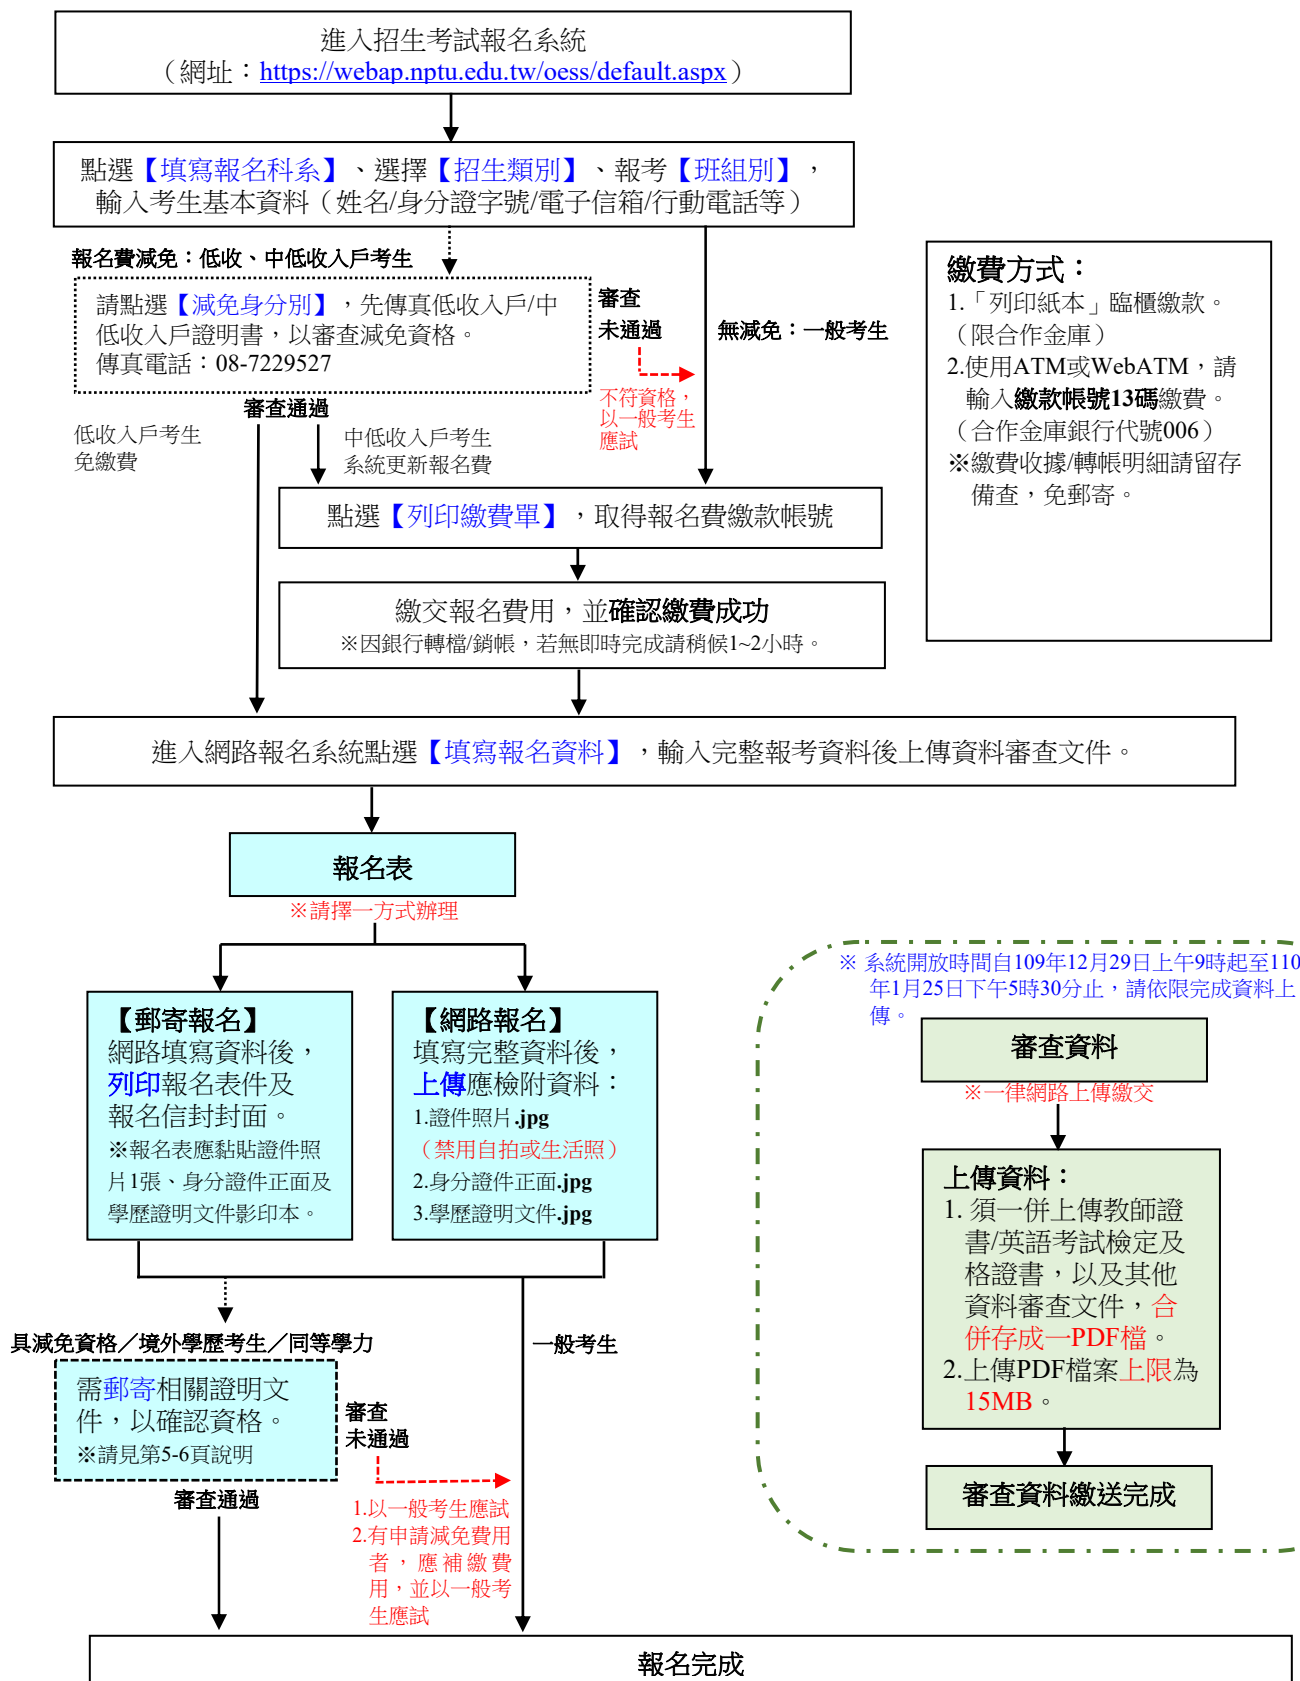 進入招生考試報名系統
（網址：https://webap.nptu.edu.tw/oess/default.aspx）
點選【填寫報名科系】、選擇【招生類別】、報考【班組別】，
輸入考生基本資料（姓名/身分證字號/電子信箱/行動電話等）
報名費減免：低收、中低收入戶考生
請點選【減免身分別】，先傳真低收入戶/中
低收入戶證明書，以審查減免資格。
傳真電話：08-7229527
審查
未通過
無減免：一般考生
不符資格，
以一般考生
應試
審查通過
低收入戶考生
免繳費
中低收入戶考生
系統更新報名費
繳費方式：
1.「列印紙本」臨櫃繳款。
（限合作金庫）
2.使用ATM或WebATM，請
輸入繳款帳號13碼繳費。
（合作金庫銀行代號006）
※繳費收據/轉帳明細請留存
備查，免郵寄。
點選【列印繳費單】，取得報名費繳款帳號
繳交報名費用，並確認繳費成功
※因銀行轉檔/銷帳，若無即時完成請稍候1~2小時。
進入網路報名系統點選【填寫報名資料】，輸入完整報考資料後上傳資料審查文件。
報名表
※請擇一方式辦理
【郵寄報名】
網路填寫資料後，
列印報名表件及
報名信封封面。
※報名表應黏貼證件照
片1張、身分證件正面及
學歷證明文件影印本。
【網路報名】
填寫完整資料後，
上傳應檢附資料：
1.證件照片.jpg
（禁用自拍或生活照）
2.身分證件正面.jpg
3.學歷證明文件.jpg
※ 系統開放時間自109年12月29日上午9時起至110
年1月25日下午5時30分止，請依限完成資料上
傳。
審查資料
※一律網路上傳繳交
上傳資料：
1. 須一併上傳教師證
書/英語考試檢定及
格證書，以及其他
資料審查文件，合
併存成一PDF檔。
2.上傳PDF檔案上限為
15MB。
審查資料繳送完成
具減免資格／境外學歷考生／同等學力
一般考生
需郵寄相關證明文
件，以確認資格。
※請見第5-6頁說明
審查
未通過
審查通過
1.以一般考生應試
2.有申請減免費用
者，應補繳費
用，並以一般考
生應試
報名完成